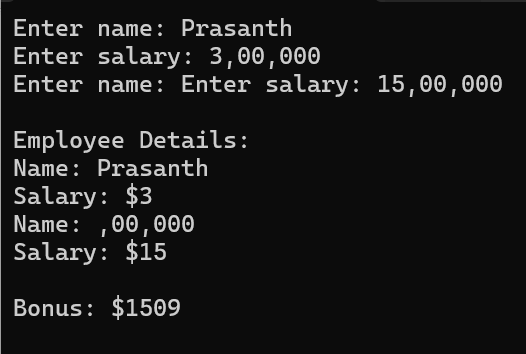 Enter name: Prasanth
Enter salary: 3,00,000
Enter name: Enter salary: 15,00,000
Employee Details:
Name: Prasanth
Salary: $3
Name: ,00,000
Salary: $15
Bonus: $1509